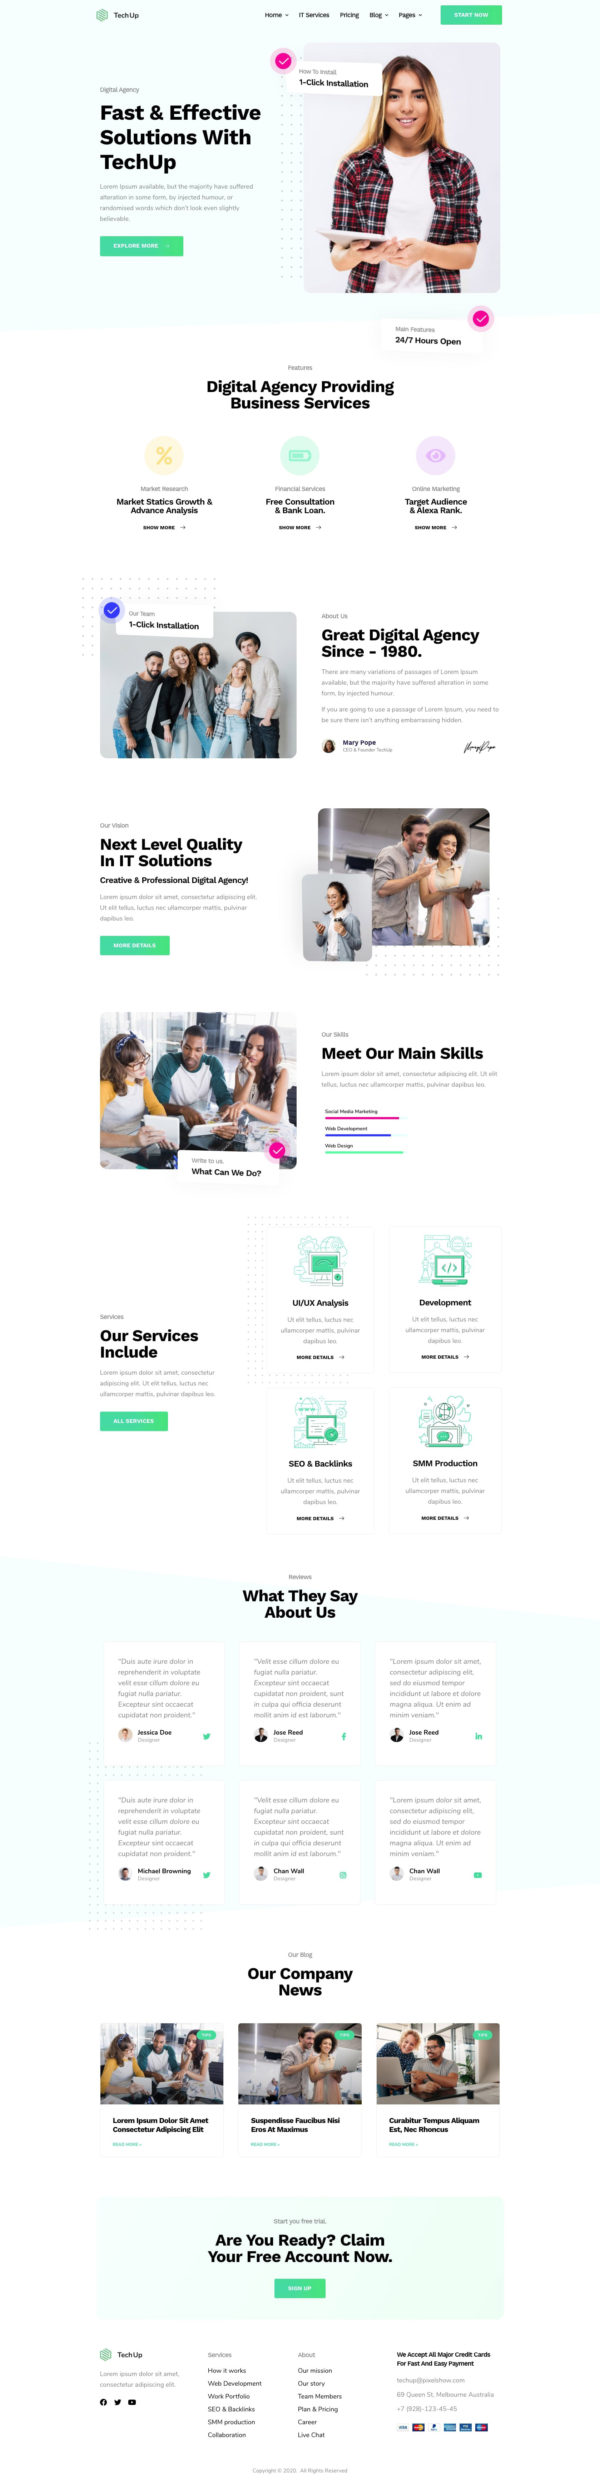 TechUp
Home IT Services Pricing Blog Pages START NOW
How To Install
1-Click Installation
Digital Agency
Fast & Effective
Solutions With
TechUp
Lorem Ipsum available, but the majority have suffered
alteration in some form, by injected humour, or
randomised words which don't look even slightly
believable.
EXPLORE MORE
Main Features
24/7 Hours Open
Features
Digital Agency Providing
Business Services
Market Research
Market Statics Growth &
Advance Analysis
SHOW MORE
Financial Services
Free Consultation
& Bank Loan.
SHOW MORE
Online Marketing
Target Audience
& Alexa Rank.
SHOW MORE
Our Team
1-Click Installation
About Us
Great Digital Agency
Since - 1980.
There are many variations of passages of Lorem Ipsum
available, but the majority have suffered alteration in some
form, by injected humour.
If you are going to use a passage of Lorem Ipsum, you need to
be sure there isn't anything embarrassing hidden.
Mary Pope
CEO & Founder TechUp
MaryPope
Our Vision
Next Level Quality
In IT Solutions
Creative & Professional Digital Agency!
Lorem ipsum dolor sit amet, consectetur adipiscing elit.
Ut elit tellus, luctus nec ullamcorper mattis, pulvinar
dapibus leo.
MORE DETAILS
Write to us.
What Can We Do?
Our Skills
Meet Our Main Skills
Lorem ipsum dolor sit amet, consectetur adipiscing elit. Ut elit
tellus, luctus nec ullamcorper mattis, pulvinar dapibus leo.
Social Media Marketing
Web Development
Web Design
Services
Our Services
Include
Lorem ipsum dolor sit amet, consectetur
adipiscing elit. Ut elit tellus, luctus nec
ullamcorper mattis, pulvinar dapibus leo.
ALL SERVICES
UI/UX Analysis
Ut elit tellus, luctus nec
ullamcorper mattis, pulvinar
dapibus leo.
MORE DETAILS
</>
Development
Ut elit tellus, luctus nec
ullamcorper mattis, pulvinar
dapibus leo.
MORE DETAILS
WWW
SEO & Backlinks
Ut elit tellus, luctus nec
ullamcorper mattis, pulvinar
dapibus leo.
MORE DETAILS
SMM Production
Ut elit tellus, luctus nec
ullamcorper mattis, pulvinar
dapibus leo.
MORE DETAILS
Reviews
What They Say
About Us
"Duis aute irure dolor in
reprehenderit in voluptate
velit esse cillum dolore eu
fugiat nulla pariatur.
Excepteur sint occaecat
cupidatat non proident."
Jessica Doe
Designer
"Velit esse cillum dolore eu
fugiat nulla pariatur.
Excepteur sint occaecat
cupidatat non proident, sunt
in culpa qui officia deserunt
mollit anim id est laborum."
Jose Reed
Designer
"Lorem ipsum dolor sit amet,
consectetur adipiscing elit,
sed do eiusmod tempor
incididunt ut labore et dolore
magna aliqua. Ut enim ad
minim veniam."
Jose Reed
Designer
"Duis aute irure dolor in
reprehenderit in voluptate
velit esse cillum dolore eu
fugiat nulla pariatur.
Excepteur sint occaecat
cupidatat non proident."
Michael Browning
Designer
"Velit esse cillum dolore eu
fugiat nulla pariatur.
Excepteur sint occaecat
cupidatat non proident, sunt
in culpa qui officia deserunt
mollit anim id est laborum."
Chan Wall
Designer
"Lorem ipsum dolor sit amet,
consectetur adipiscing elit,
sed do eiusmod tempor
incididunt ut labore et dolore
magna aliqua. Ut enim ad
minim veniam."
Chan Wall
Designer
Our Blog
Our Company
News
TIPS
Lorem Ipsum Dolor Sit Amet
Consectetur Adipiscing Elit
READ MORE »
TIPS
Suspendisse Faucibus Nisi
Eros At Maximus
READ MORE »
TIPS
Curabitur Tempus Aliquam
Est, Nec Rhoncus
READ MORE »
Start you free trial.
Are You Ready? Claim
Your Free Account Now.
SIGN UP
TechUp
Lorem ipsum dolor sit amet,
consectetur adipiscing elit.
Services
How it works
Web Development
Work Portfolio
SEO & Backlinks
SMM production
Collaboration
About
Our mission
Our story
Team Members
Plan & Pricing
Career
Live Chat
We Accept All Major Credit Cards
For Fast And Easy Payment
techup@pixelshow.com
69 Queen St, Melbourne Australia
+7 (928)-123-45-45
VISA
Copyright © 2020. All Rights Reserved